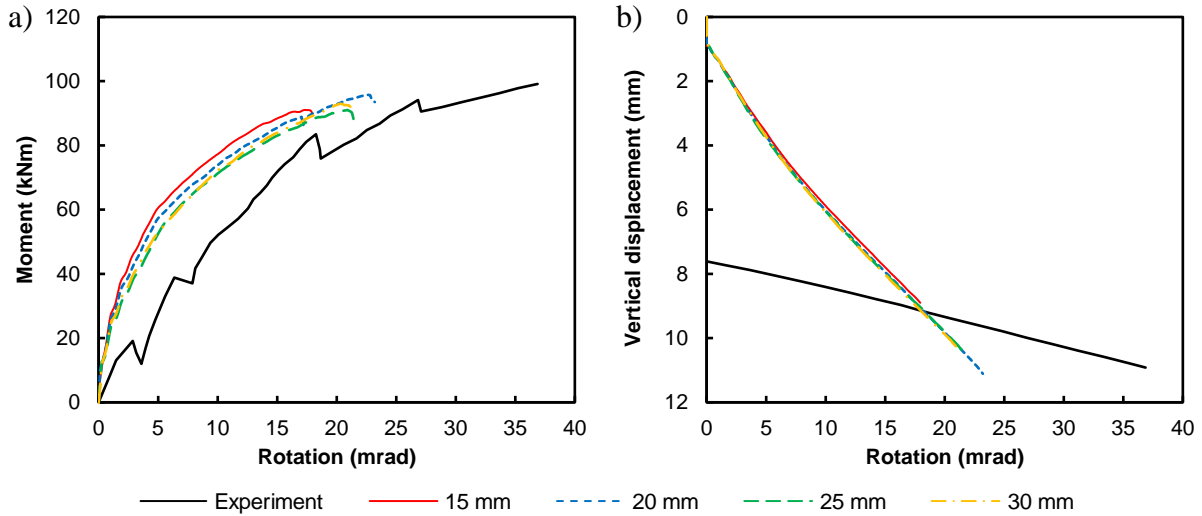 a)
Moment (kNm)
120
100
80
60
40
20
0
0 5 10 15 20 25 30 35 40
Rotation (mrad)
b)
Vertical displacement (mm)
0
2
4
6
8
10
12
0 5 10 15 20 25 30 35 40
Rotation (mrad)
Experiment 15 mm 20 mm 25 mm 30 mm